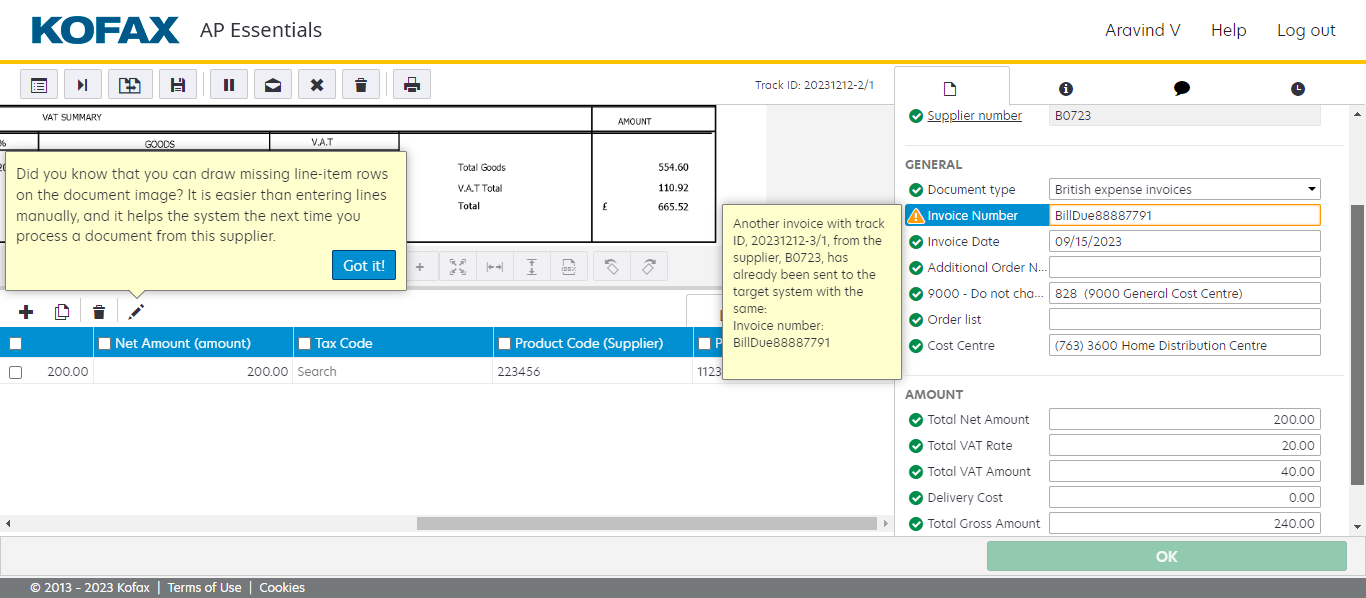 KOFAX AP Essentials
Aravind V Help Log out
Track ID: 20231212-2/1
VAT SUMMARY
AMOUNT
%
GOODS
V.A.T
Total Goods 554.60
V.A.T Total 110.92
Total £ 665.52
Did you know that you can draw missing line-item rows
on the document image? It is easier than entering lines
manually, and it helps the system the next time you
process a document from this supplier.
Got it!
Net Amount (amount) Tax Code Product Code (Supplier) P
200.00 200.00 Search 223456 1123
Another invoice with track
ID, 20231212-3/1, from the
supplier, B0723, has
already been sent to the
target system with the
same:
Invoice number:
BillDue88887791
Supplier number B0723
GENERAL
Document type British expense invoices
Invoice Number BillDue88887791
Invoice Date 09/15/2023
Additional Order N...
9000 - Do not cha... 828 (9000 General Cost Centre)
Order list
Cost Centre (763) 3600 Home Distribution Centre
AMOUNT
Total Net Amount 200.00
Total VAT Rate 20.00
Total VAT Amount 40.00
Delivery Cost 0.00
Total Gross Amount 240.00
OK
© 2013 - 2023 Kofax | Terms of Use | Cookies